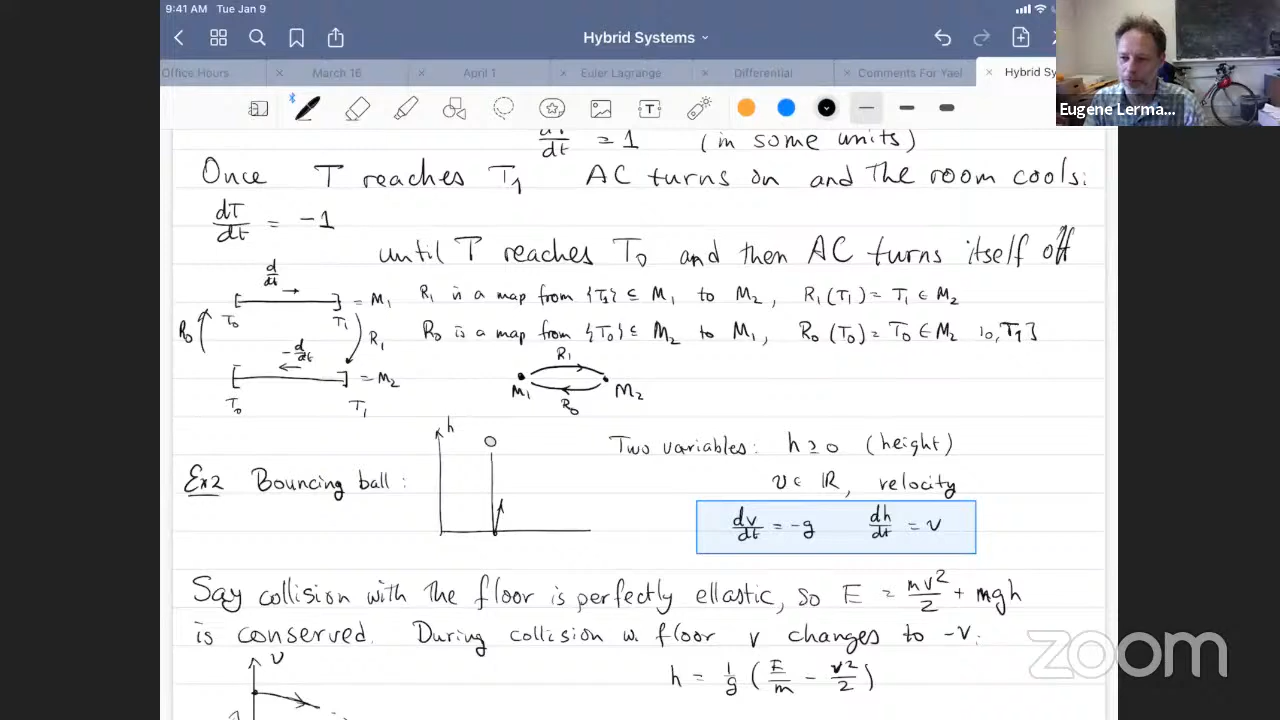 9:41 AM Tue Jan 9
Hybrid Systems
Office Hours
March 16
April 1
Euler Lagrange
Differential
Comments For Yael
Hybrid Sy
Eugene Lerma...
dt = 1 (in some units)
Once T reaches T₁ AC turns on and the room cools:
dT/dt = -1
until T reaches T₀ and then AC turns itself off
d/dt
T₀ T₁ = M₁ R₁ is a map from {T₁} ⊆ M₁ to M₂, R₁(T₁) = T₁ ∈ M₂
R₀ R₁ R₀ is a map from {T₀} ⊆ M₂ to M₁, R₀(T₀) = T₀ ∈ M₂ ,T₁]
-d/dt
T₀ T₁ = M₂
R₁
M₁ M₂
R₀
h
Two variables: h ≥ 0 (height)
Ex2 Bouncing ball:
v ∈ ℝ, velocity
dv/dt = -g dh/dt = v
Say collision with the floor is perfectly ellastic, so E = mv²/2 + mgh
is conserved. During collision w. floor v changes to -v.
v
h = 1/g (E/m - v²/2)
zoom